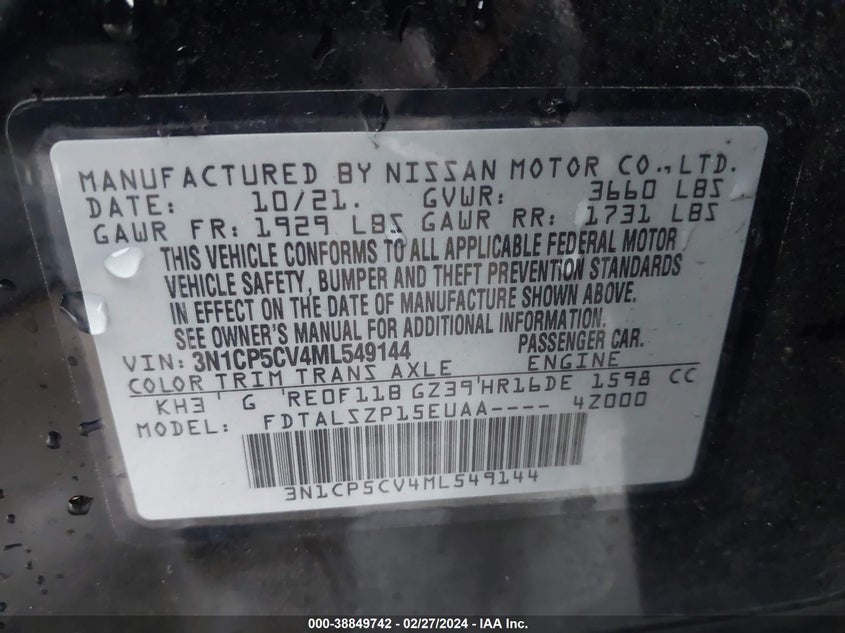 MANUFACTURED BY NISSAN MOTOR CO., LTD.
DATE: 10/21. GVWR: 3660 LBS
GAWR FR: 1929 LBS GAWR RR: 1731 LBS
THIS VEHICLE CONFORMS TO ALL APPLICABLE FEDERAL MOTOR
VEHICLE SAFETY, BUMPER AND THEFT PREVENTION STANDARDS
IN EFFECT ON THE DATE OF MANUFACTURE SHOWN ABOVE.
SEE OWNER'S MANUAL FOR ADDITIONAL INFORMATION.
VIN: 3N1CP5CV4ML549144 PASSENGER CAR.
COLOR TRIM TRANS AXLE ENGINE
KH3 G RE0F11B GZ39 HR16DE 1598 CC
MODEL: FDTALSZP15EUAA---- 4Z000
3N1CP5CV4ML549144
000-38849742 - 02/27/2024 - IAA Inc.